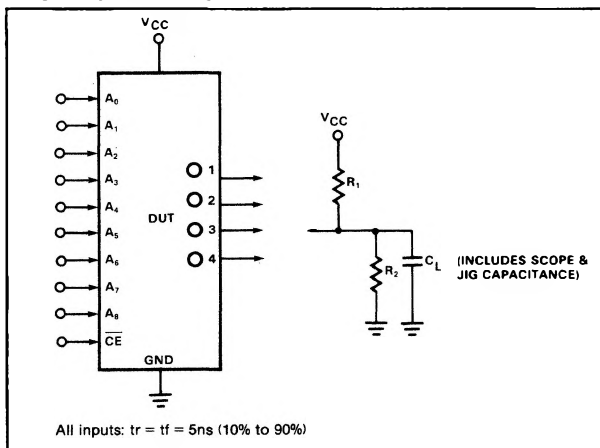 VCC
A0
A1
A2
A3
A4
A5
A6
A7
A8
CE
DUT
O 1
O 2
O 3
O 4
GND
VCC
R1
R2
CL
(INCLUDES SCOPE &
JIG CAPACITANCE)
All inputs: tr = tf = 5ns (10% to 90%)